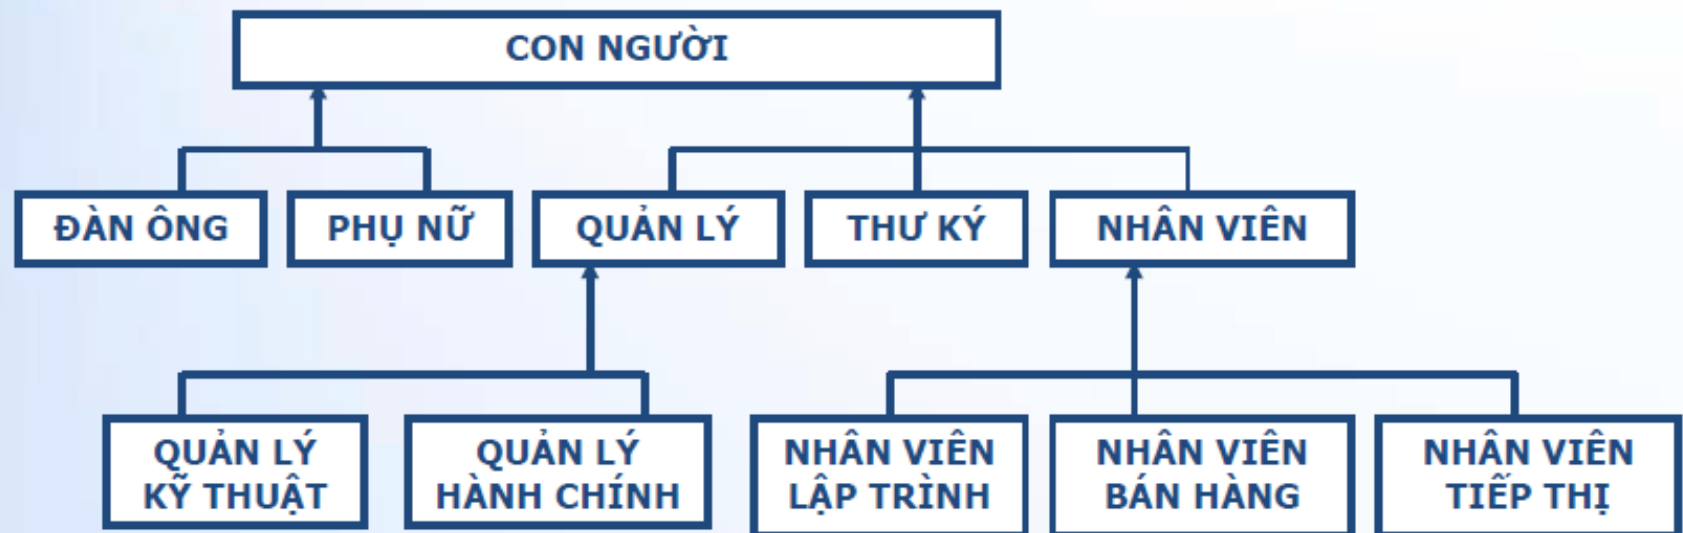 CON NGƯỜI
ĐÀN ÔNG
PHỤ NỮ
QUẢN LÝ
THƯ KÝ
NHÂN VIÊN
QUẢN LÝ
KỸ THUẬT
QUẢN LÝ
HÀNH CHÍNH
NHÂN VIÊN
LẬP TRÌNH
NHÂN VIÊN
BÁN HÀNG
NHÂN VIÊN
TIẾP THỊ